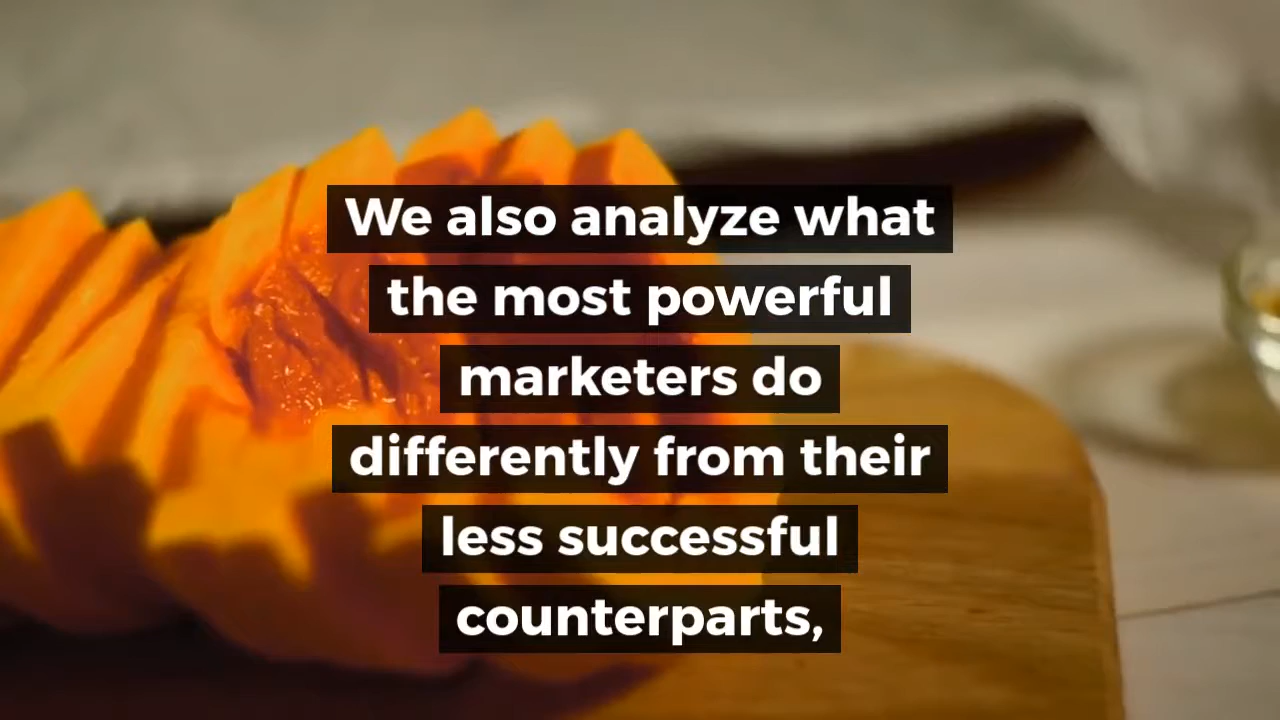 We also analyze what
the most powerful
marketers do
differently from their
less successful
counterparts,